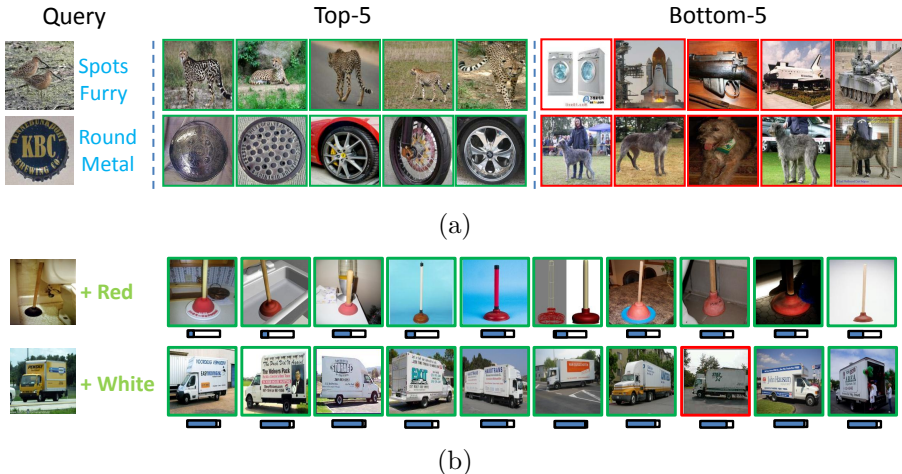 Query Top-5 Bottom-5
Spots
Furry
KBC
BREWING CO
Round
Metal
(a)
+ Red
+ White
(b)